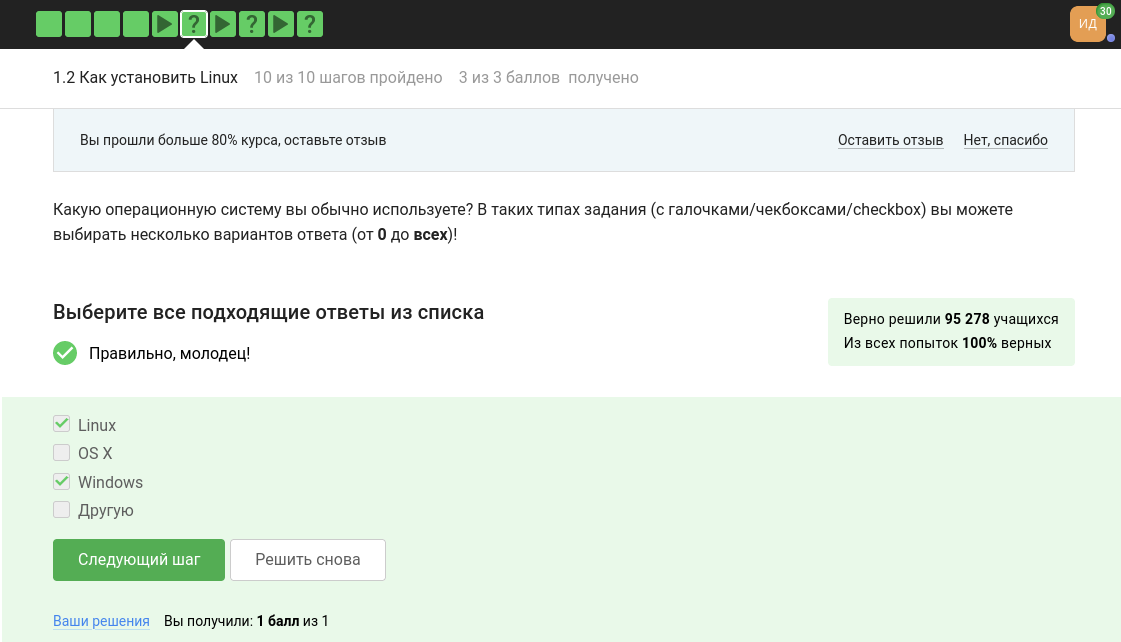 ? ? ?
30
ИД
1.2 Как установить Linux 10 из 10 шагов пройдено 3 из 3 баллов получено
Вы прошли больше 80% курса, оставьте отзыв Оставить отзыв Нет, спасибо
Какую операционную систему вы обычно используете? В таких типах задания (с галочками/чекбоксами/checkbox) вы можете
выбирать несколько вариантов ответа (от 0 до всех)!
Выберите все подходящие ответы из списка
Правильно, молодец!
Верно решили 95 278 учащихся
Из всех попыток 100% верных
Linux
OS X
Windows
Другую
Следующий шаг Решить снова
Ваши решения Вы получили: 1 балл из 1